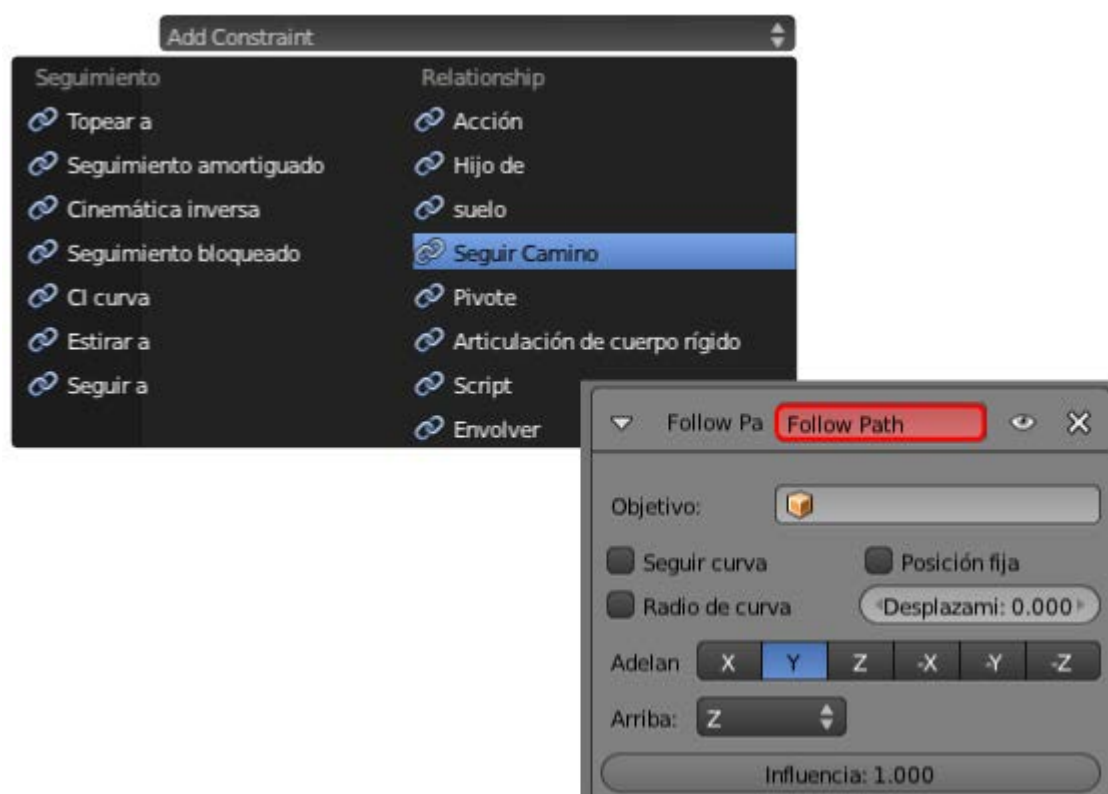 Add Constraint
Seguimiento
Topear a
Seguimiento amortiguado
Cinemática inversa
Seguimiento bloqueado
CI curva
Estirar a
Seguir a
Relationship
Acción
Hijo de
suelo
Seguir Camino
Pivote
Articulación de cuerpo rígido
Script
Envolver
Follow Pa Follow Path
Objetivo:
Seguir curva Posición fija
Radio de curva Desplazami: 0.000
Adelan X Y Z -X -Y -Z
Arriba: Z
Influencia: 1.000